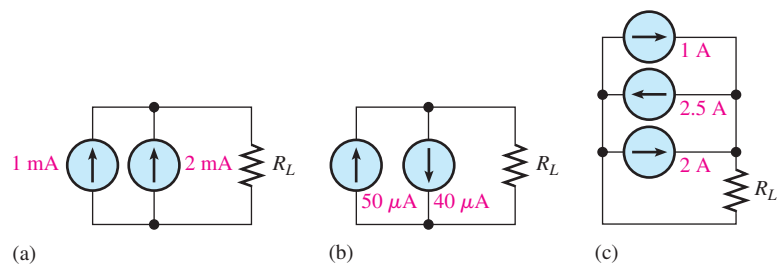 1 mA
2 mA
R_L
(a)
50 μA
40 μA
R_L
(b)
1 A
2.5 A
2 A
R_L
(c)